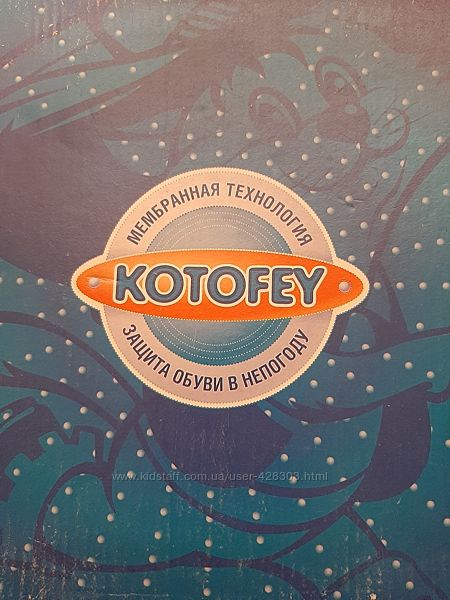 МЕМБРАННАЯ ТЕХНОЛОГИЯ
KOTOFEY
ЗАЩИТА ОБУВИ В НЕПОГОДУ
www.kidstaff.com.ua/user-428303.html